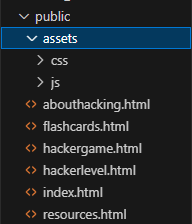 public
assets
css
js
abouthacking.html
flashcards.html
hackergame.html
hackerlevel.html
index.html
resources.html